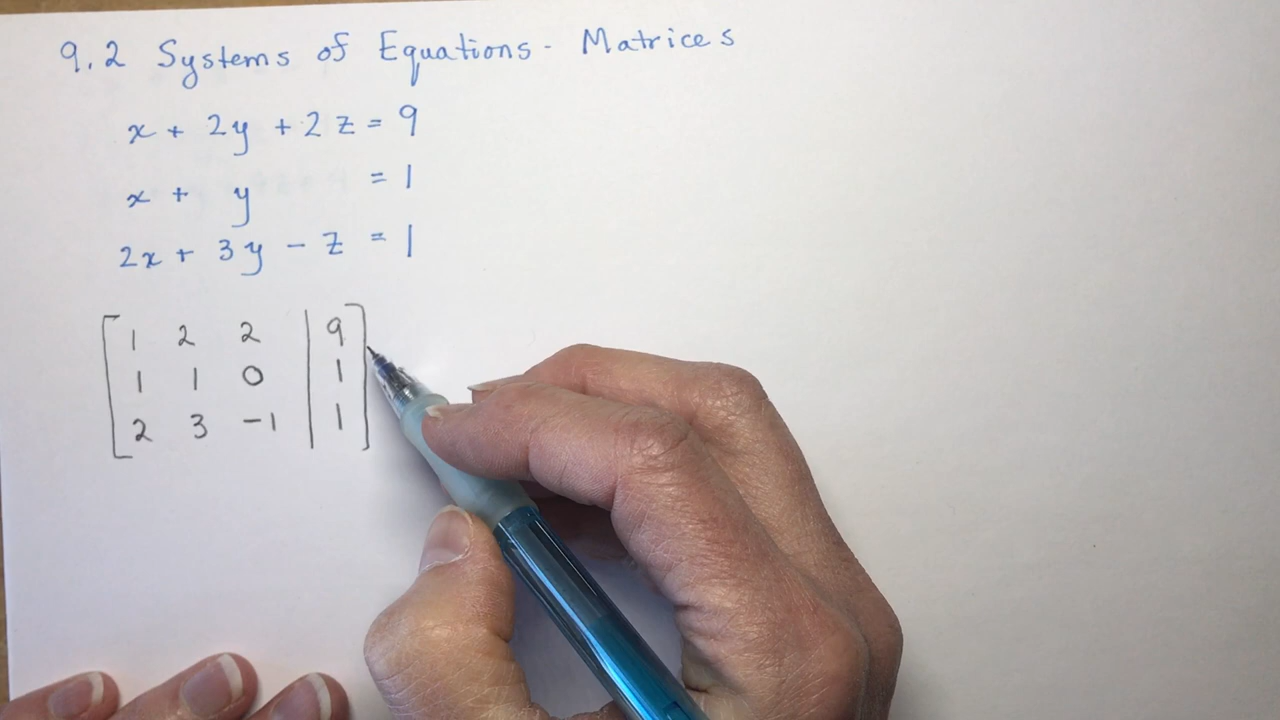 9.2 Systems of Equations - Matrices
x + 2y + 2z = 9
x + y = 1
2x + 3y - z = 1
1 2 2 | 9
1 1 0 | 1
2 3 -1 | 1